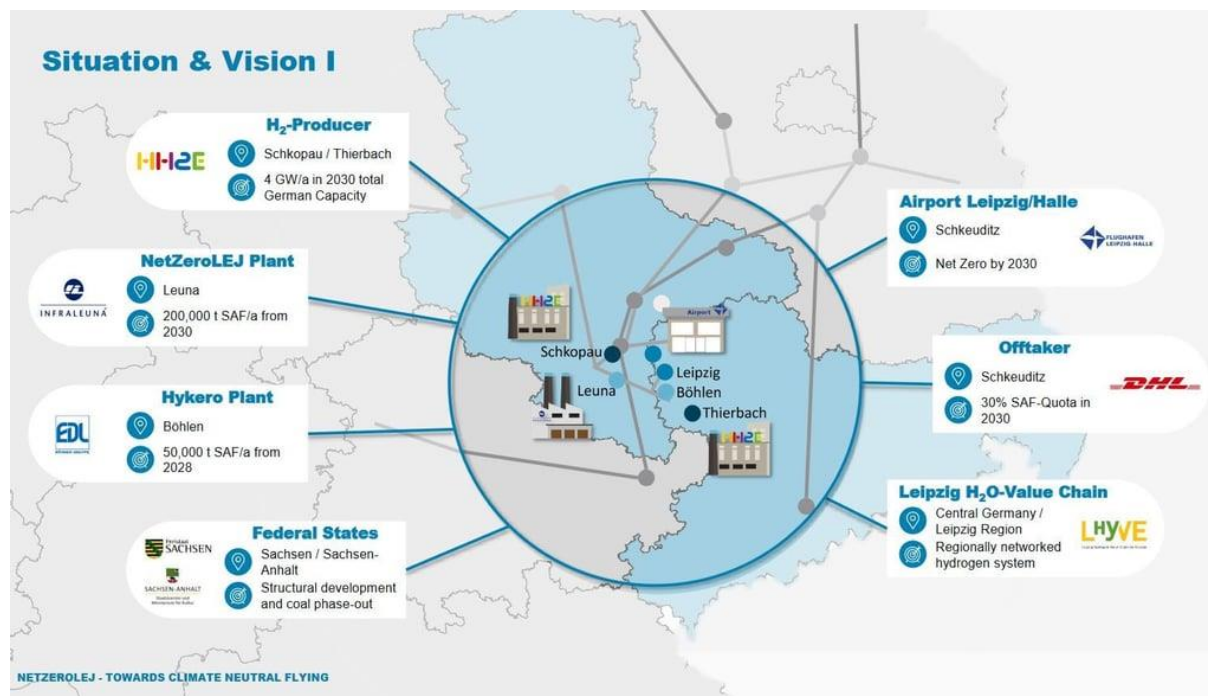 Situation & Vision I
H₂-Producer
HH2E
Schkopau / Thierbach
4 GW/a in 2030 total
German Capacity
NetZeroLEJ Plant
INFRALEUNA
Leuna
200,000 t SAF/a from
2030
Hykero Plant
EDL
Böhlen
50,000 t SAF/a from
2028
Federal States
Freistaat
SACHSEN
SACHSEN-ANHALT
Sachsen / Sachsen-
Anhalt
Structural development
and coal phase-out
HH2E
Airport
Schkopau
Leipzig
Leuna
Böhlen
Thierbach
HH2E
Airport Leipzig/Halle
Schkeuditz
FLUGHAFEN
LEIPZIG-HALLE
Net Zero by 2030
Offtaker
Schkeuditz
DHL
30% SAF-Quota in
2030
Leipzig H₂O-Value Chain
Central Germany /
Leipzig Region
LHyVE
Regionally networked
hydrogen system
NETZEROLEJ - TOWARDS CLIMATE NEUTRAL FLYING